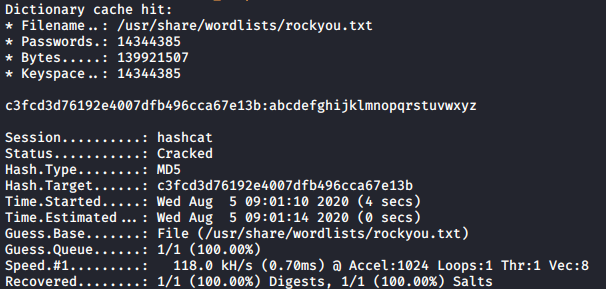 Dictionary cache hit:
* Filename..: /usr/share/wordlists/rockyou.txt
* Passwords.: 14344385
* Bytes.....: 139921507
* Keyspace..: 14344385
c3fcd3d76192e4007dfb496cca67e13b:abcdefghijklmnopqrstuvwxyz
Session..........: hashcat
Status...........: Cracked
Hash.Type........: MD5
Hash.Target......: c3fcd3d76192e4007dfb496cca67e13b
Time.Started.....: Wed Aug  5 09:01:10 2020 (4 secs)
Time.Estimated...: Wed Aug  5 09:01:14 2020 (0 secs)
Guess.Base.......: File (/usr/share/wordlists/rockyou.txt)
Guess.Queue......: 1/1 (100.00%)
Speed.#1.........:   118.0 kH/s (0.70ms) @ Accel:1024 Loops:1 Thr:1 Vec:8
Recovered........: 1/1 (100.00%) Digests, 1/1 (100.00%) Salts